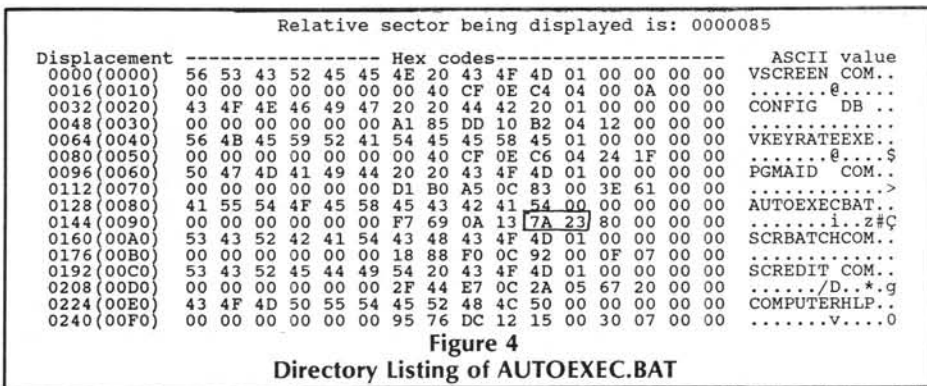 Relative sector being displayed is: 0000085
Displacement ------------------ Hex codes---------------------- ASCII value
0000(0000) 56 53 43 52 45 45 4E 20 43 4F 4D 01 00 00 00 00 VSCREEN COM..
0016(0010) 00 00 00 00 00 00 40 CF 0E C4 04 00 0A 00 00 .......@.....
0032(0020) 43 4F 4E 46 49 47 20 20 44 42 20 01 00 00 00 00 CONFIG DB ..
0048(0030) 00 00 00 00 00 00 A1 85 DD 10 B2 04 12 00 00 00 .............
0064(0040) 56 4B 45 59 52 41 54 45 45 58 45 01 00 00 00 00 VKEYRATEEXE..
0080(0050) 00 00 00 00 00 00 00 40 CF 0E C6 04 24 1F 00 00 .......@....$
0096(0060) 50 47 4D 41 49 44 20 20 43 4F 4D 01 00 00 00 00 PGMAID COM..
0112(0070) 00 00 00 00 00 00 D1 B0 A5 0C 83 00 3E 61 00 00 ............>
0128(0080) 41 55 54 4F 45 58 45 43 42 41 54 00 00 00 00 00 AUTOEXECBAT..
0144(0090) 00 00 00 00 00 00 F7 69 0A 13 7A 23 80 00 00 00 .......i..z#Ç
0160(00A0) 53 43 52 42 41 54 43 48 43 4F 4D 01 00 00 00 00 SCRBATCHCOM..
0176(00B0) 00 00 00 00 00 00 18 88 F0 0C 92 00 0F 07 00 00 .............
0192(00C0) 53 43 52 45 44 49 54 20 43 4F 4D 01 00 00 00 00 SCREDIT COM..
0208(00D0) 00 00 00 00 00 00 2F 44 E7 0C 2A 05 67 20 00 00 ....../D..*.g
0224(00E0) 43 4F 4D 50 55 54 45 52 48 4C 50 00 00 00 00 00 COMPUTERHLP..
0240(00F0) 00 00 00 00 00 00 95 76 DC 12 15 00 30 07 00 00 .......v....0
Figure 4
Directory Listing of AUTOEXEC.BAT